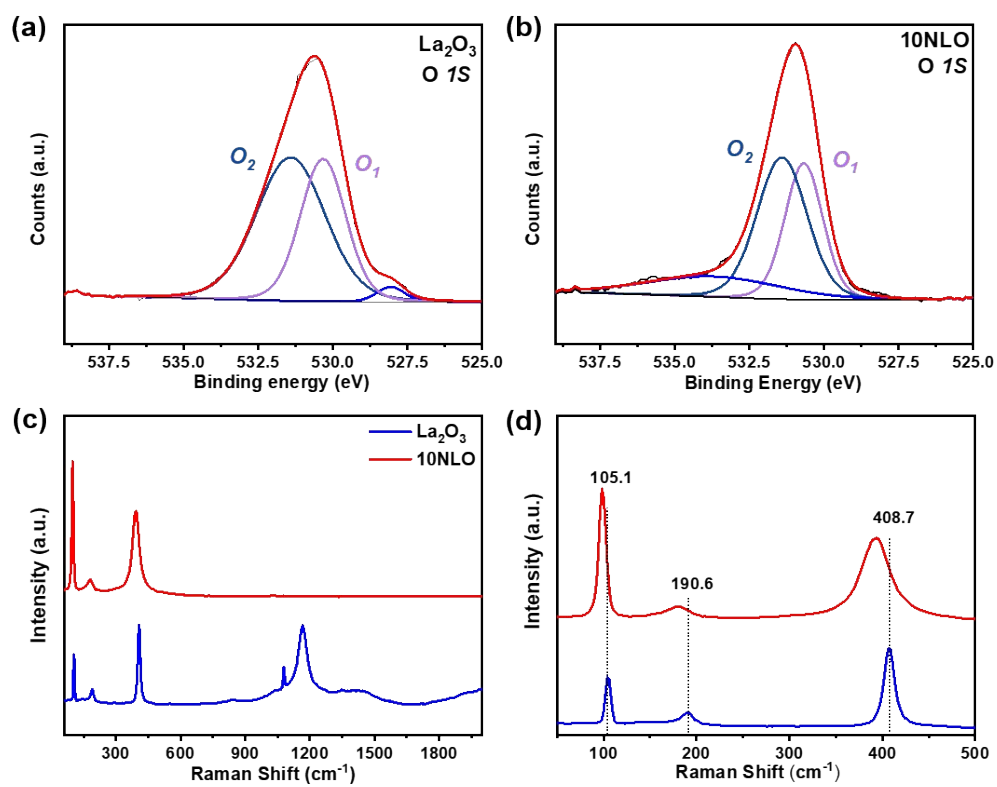 (a)
La₂O₃
O 1S
O₂
O₁
Counts (a.u.)
537.5 535.0 532.5 530.0 527.5 525.0
Binding energy (eV)
(b)
10NLO
O 1S
O₂
O₁
Counts (a.u.)
537.5 535.0 532.5 530.0 527.5 525.0
Binding Energy (eV)
(c)
La₂O₃
10NLO
Intensity (a.u.)
300 600 900 1200 1500 1800
Raman Shift (cm⁻¹)
(d)
105.1
190.6
408.7
Intensity (a.u.)
100 200 300 400 500
Raman Shift (cm⁻¹)